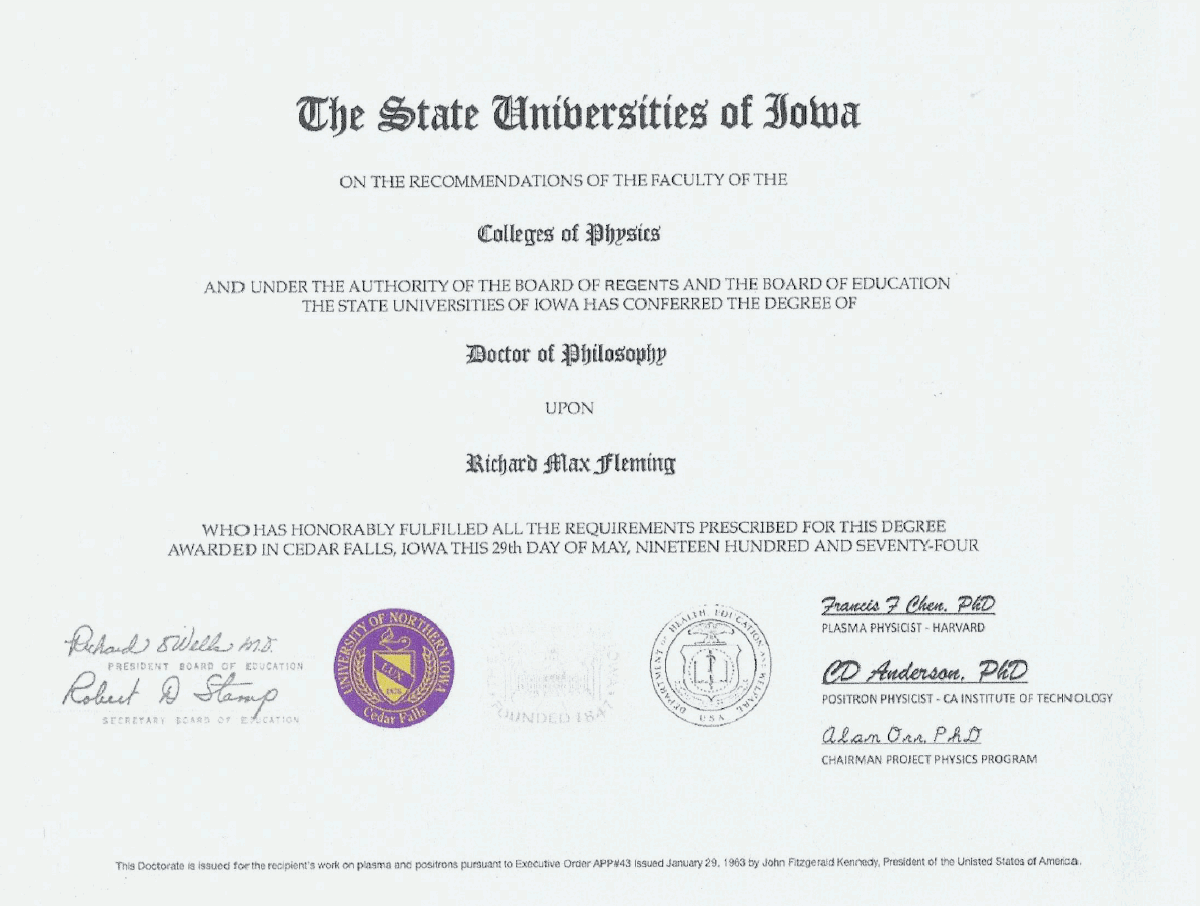 The State Universities of Iowa
ON THE RECOMMENDATIONS OF THE FACULTY OF THE
Colleges of Physics
AND UNDER THE AUTHORITY OF THE BOARD OF REGENTS AND THE BOARD OF EDUCATION
THE STATE UNIVERSITIES OF IOWA HAS CONFERRED THE DEGREE OF
Doctor of Philosophy
UPON
Richard Max Fleming
WHO HAS HONORABLY FULFILLED ALL THE REQUIREMENTS PRESCRIBED FOR THIS DEGREE
AWARDED IN CEDAR FALLS, IOWA THIS 29th DAY OF MAY, NINETEEN HUNDRED AND SEVENTY-FOUR
Richard Wells M.D.
PRESIDENT BOARD OF EDUCATION
Robert D Stamp
SECRETARY BOARD OF EDUCATION
UNIVERSITY OF NORTHERN IOWA
LUX
1876
Cedar Falls
IOWA
FOUNDED 1847
DEPARTMENT OF HEALTH, EDUCATION AND WELFARE
USA
Francis F Chen, PhD
PLASMA PHYSICIST - HARVARD
CD Anderson, PhD
POSITRON PHYSICIST - CA INSTITUTE OF TECHNOLOGY
Alan Orr, PhD
CHAIRMAN PROJECT PHYSICS PROGRAM
This Doctorate is issued for the recipient's work on plasma and positrons pursuant to Executive Order APP#43 issued January 29, 1963 by John Fitzgerald Kennedy, President of the Unisted States of America.